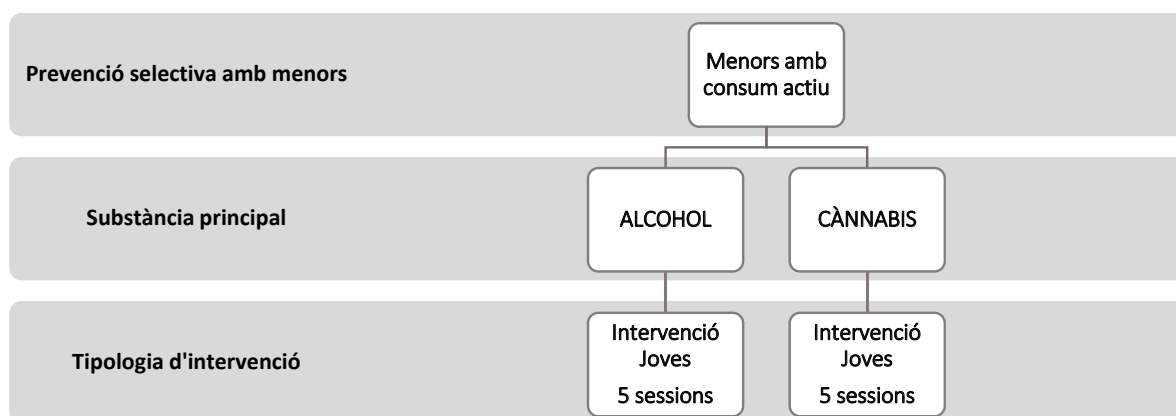 Prevenció selectiva amb menors
Menors amb
consum actiu
Substància principal
ALCOHOL
CÀNNABIS
Tipologia d'intervenció
Intervenció
Joves
5 sessions
Intervenció
Joves
5 sessions